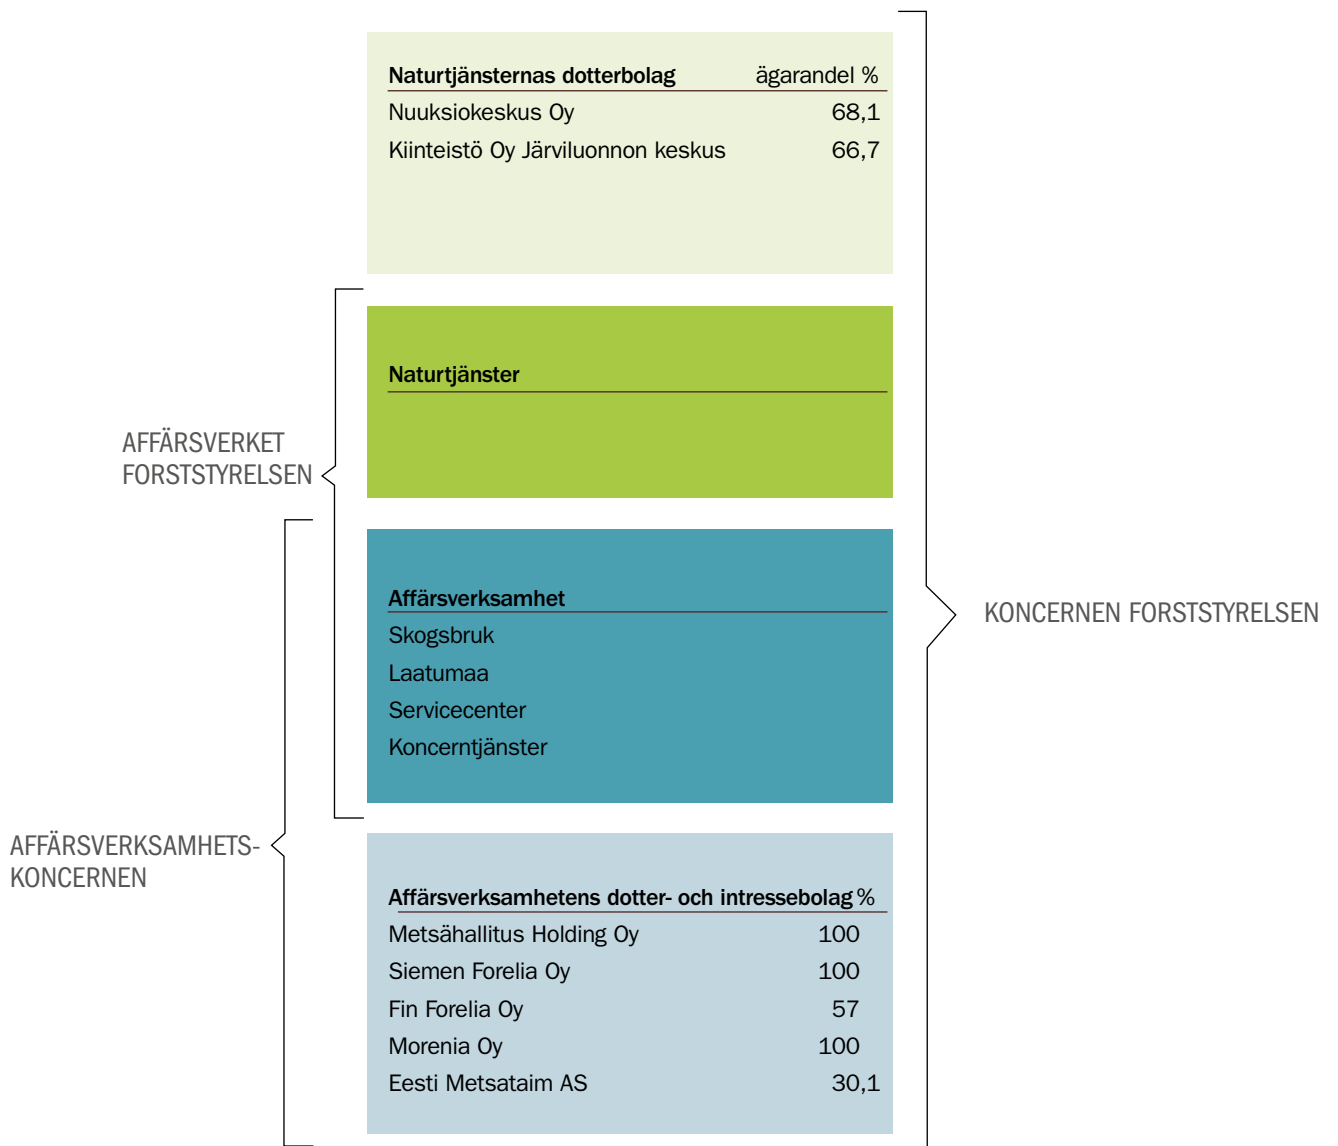 Naturtjänsternas dotterbolag ägarandel %
Nuuksiokeskus Oy 68,1
Kiinteistö Oy Järviluonnon keskus 66,7
Naturtjänster
AFFÄRSVERKET
FORSTSTYRELSEN
Affärsverksamhet
Skogsbruk
Laatumaa
Servicecenter
Koncerntjänster
KONCERNEN FORSTSTYRELSEN
AFFÄRSVERKSAMHETS-
KONCERNEN
Affärsverksamhetens dotter- och intressebolag %
Metsähallitus Holding Oy 100
Siemen Forelia Oy 100
Fin Forelia Oy 57
Morenia Oy 100
Eesti Metsataim AS 30,1